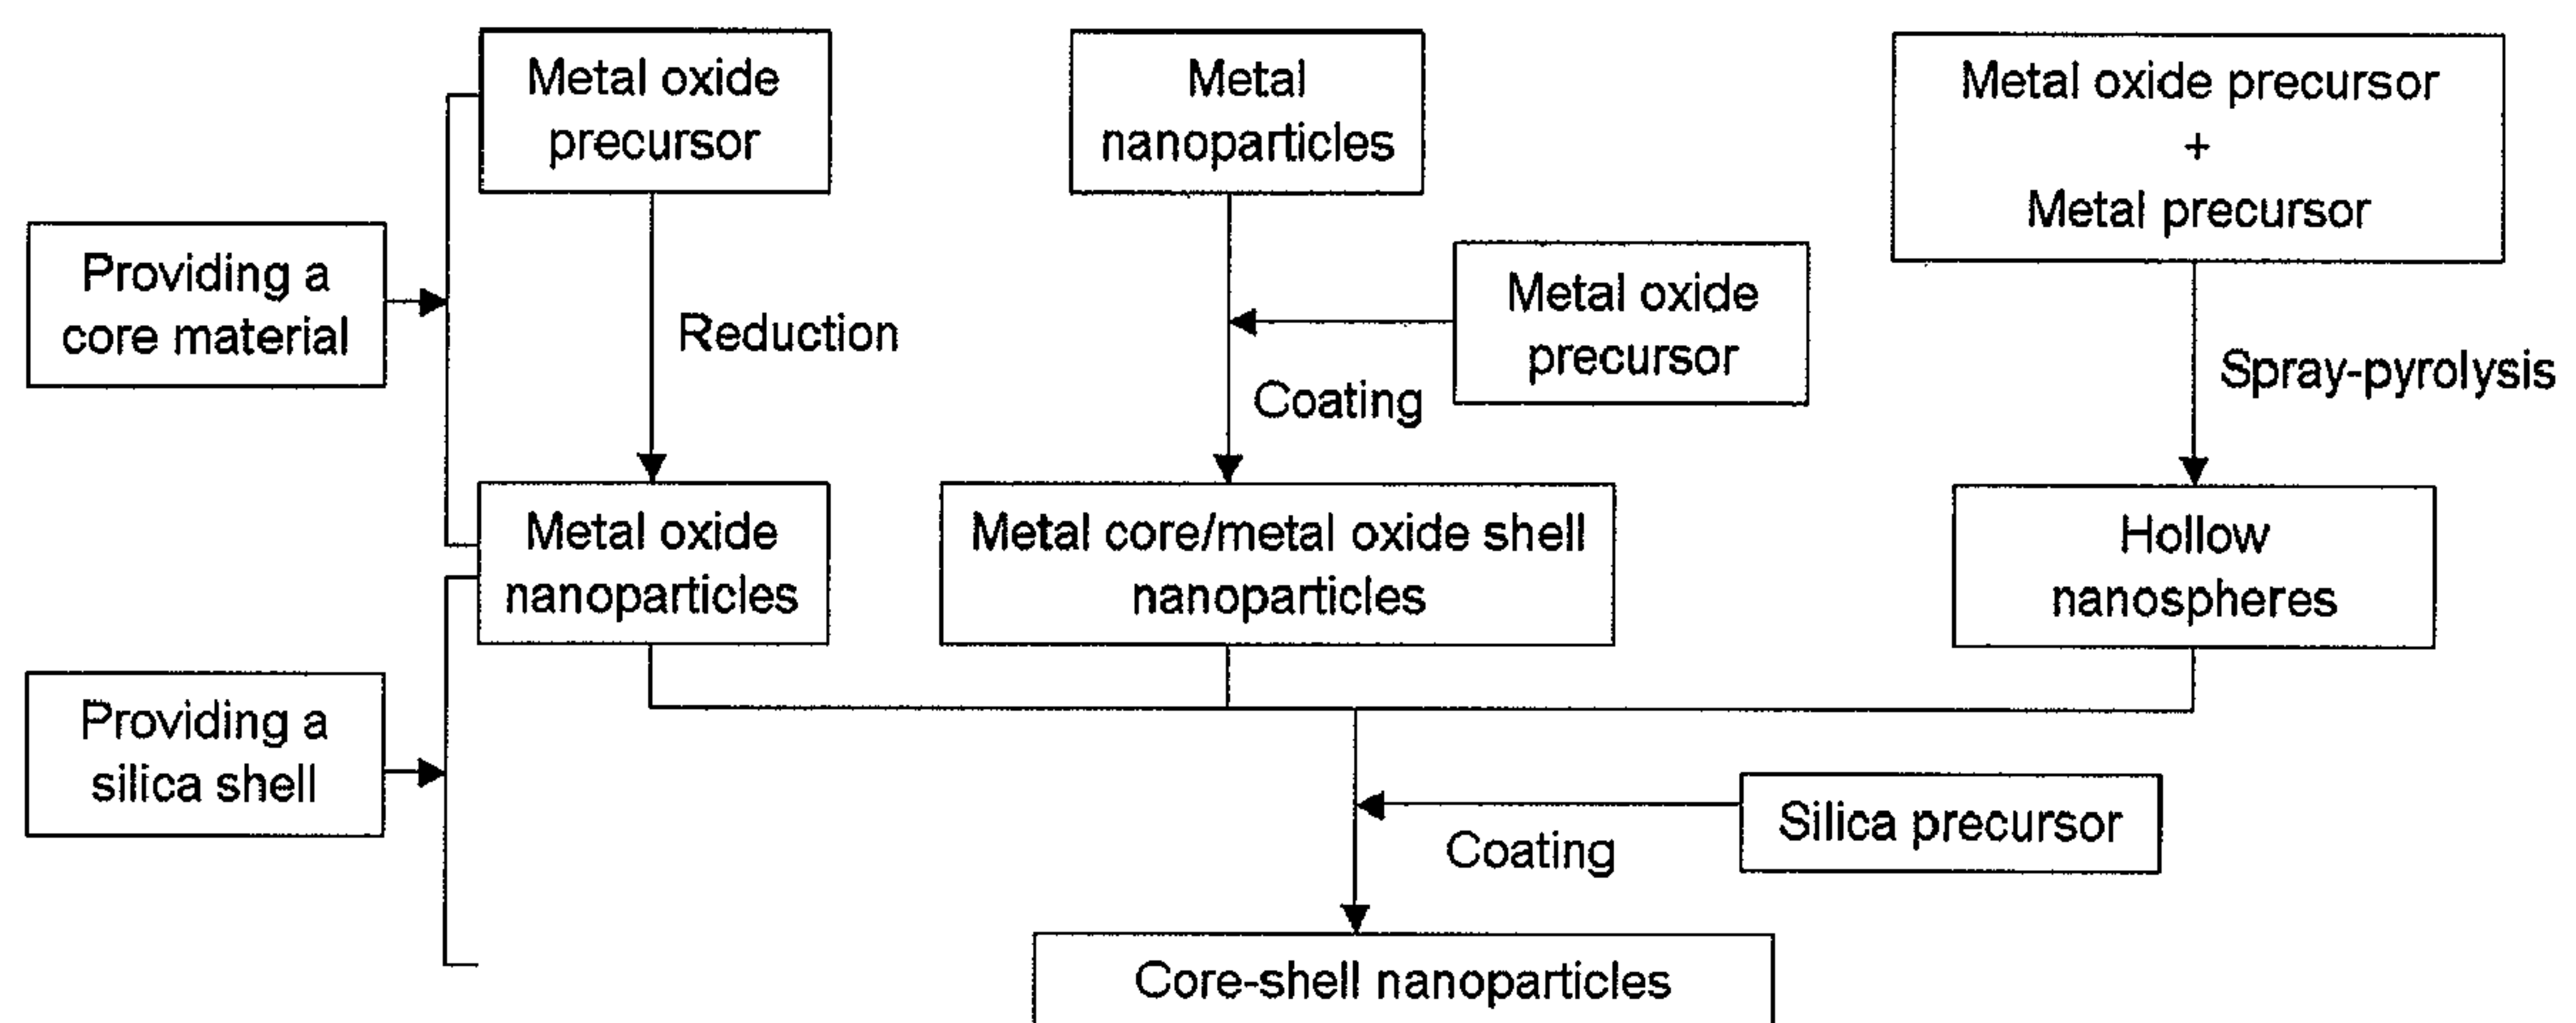 Metal oxide
precursor
Metal
nanoparticles
Metal oxide precursor
+
Metal precursor
Providing a
core material
Reduction
Metal oxide
precursor
Coating
Spray-pyrolysis
Metal oxide
nanoparticles
Metal core/metal oxide shell
nanoparticles
Hollow
nanospheres
Providing a
silica shell
Silica precursor
Coating
Core-shell nanoparticles